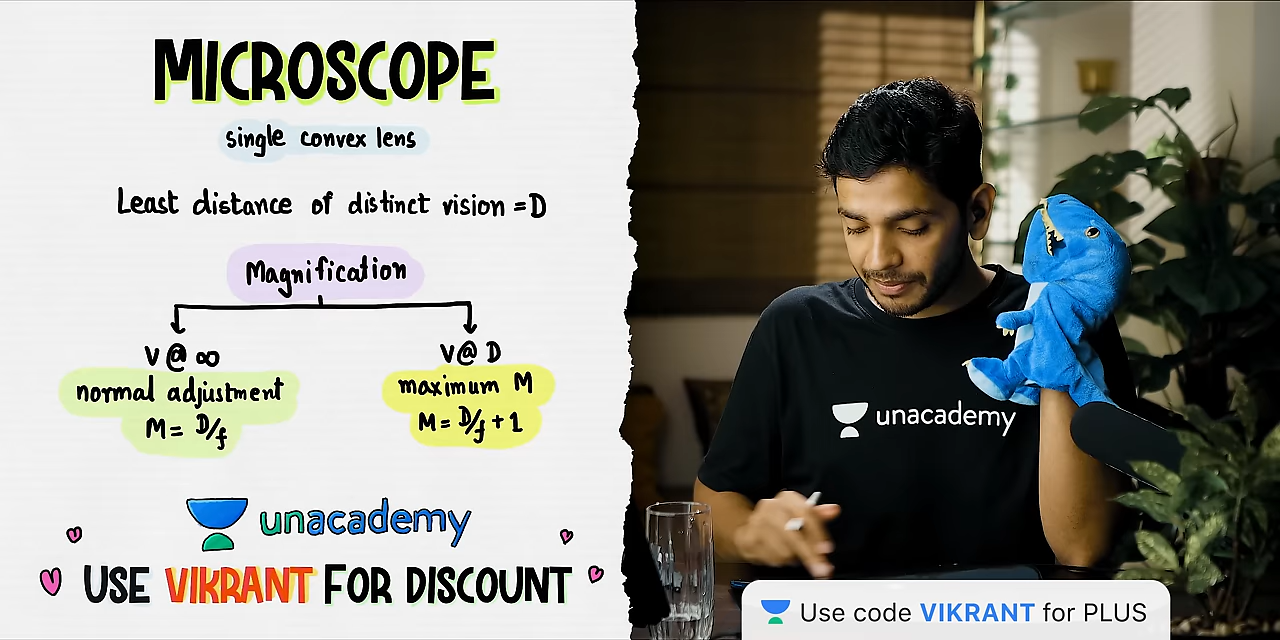 MICROSCOPE
single convex lens
Least distance of distinct vision = D
Magnification
V @ ∞
normal adjustment
M = D/f
V@ D
maximum M
M = D/f + 1
unacademy
USE VIKRANT FOR DISCOUNT
unacademy
Use code VIKRANT for PLUS